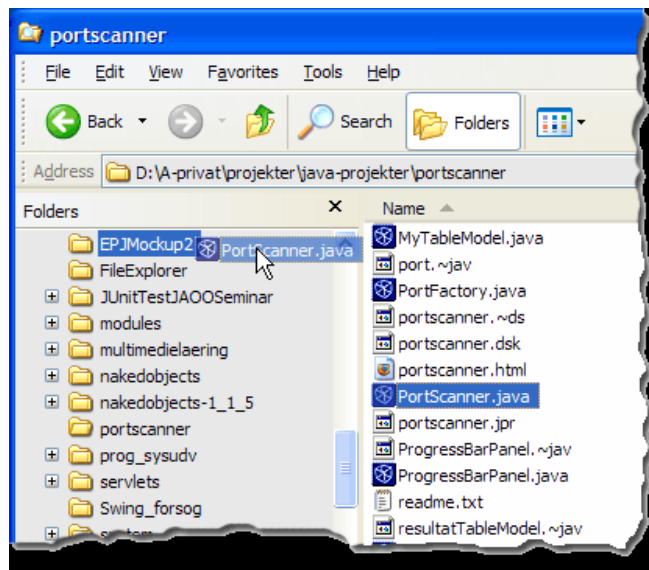 portscanner
File Edit View Favorites Tools Help
Back Search Folders
Address D:\A-privat\projekter\java-projekter\portscanner
Folders
EPJMockup2
PortScanner.java
FileExplorer
JUnitTestJAOOSeminar
modules
multimedielaering
nakedobjects
nakedobjects-1_1_5
portscanner
prog_sysudv
servlets
Swing_forsog
Name
MyTableModel.java
port.~jav
PortFactory.java
portscanner.~ds
portscanner.dsk
portscanner.html
PortScanner.java
portscanner.jpr
ProgressBarPanel.~jav
ProgressBarPanel.java
readme.txt
resultatTableModel.~jav